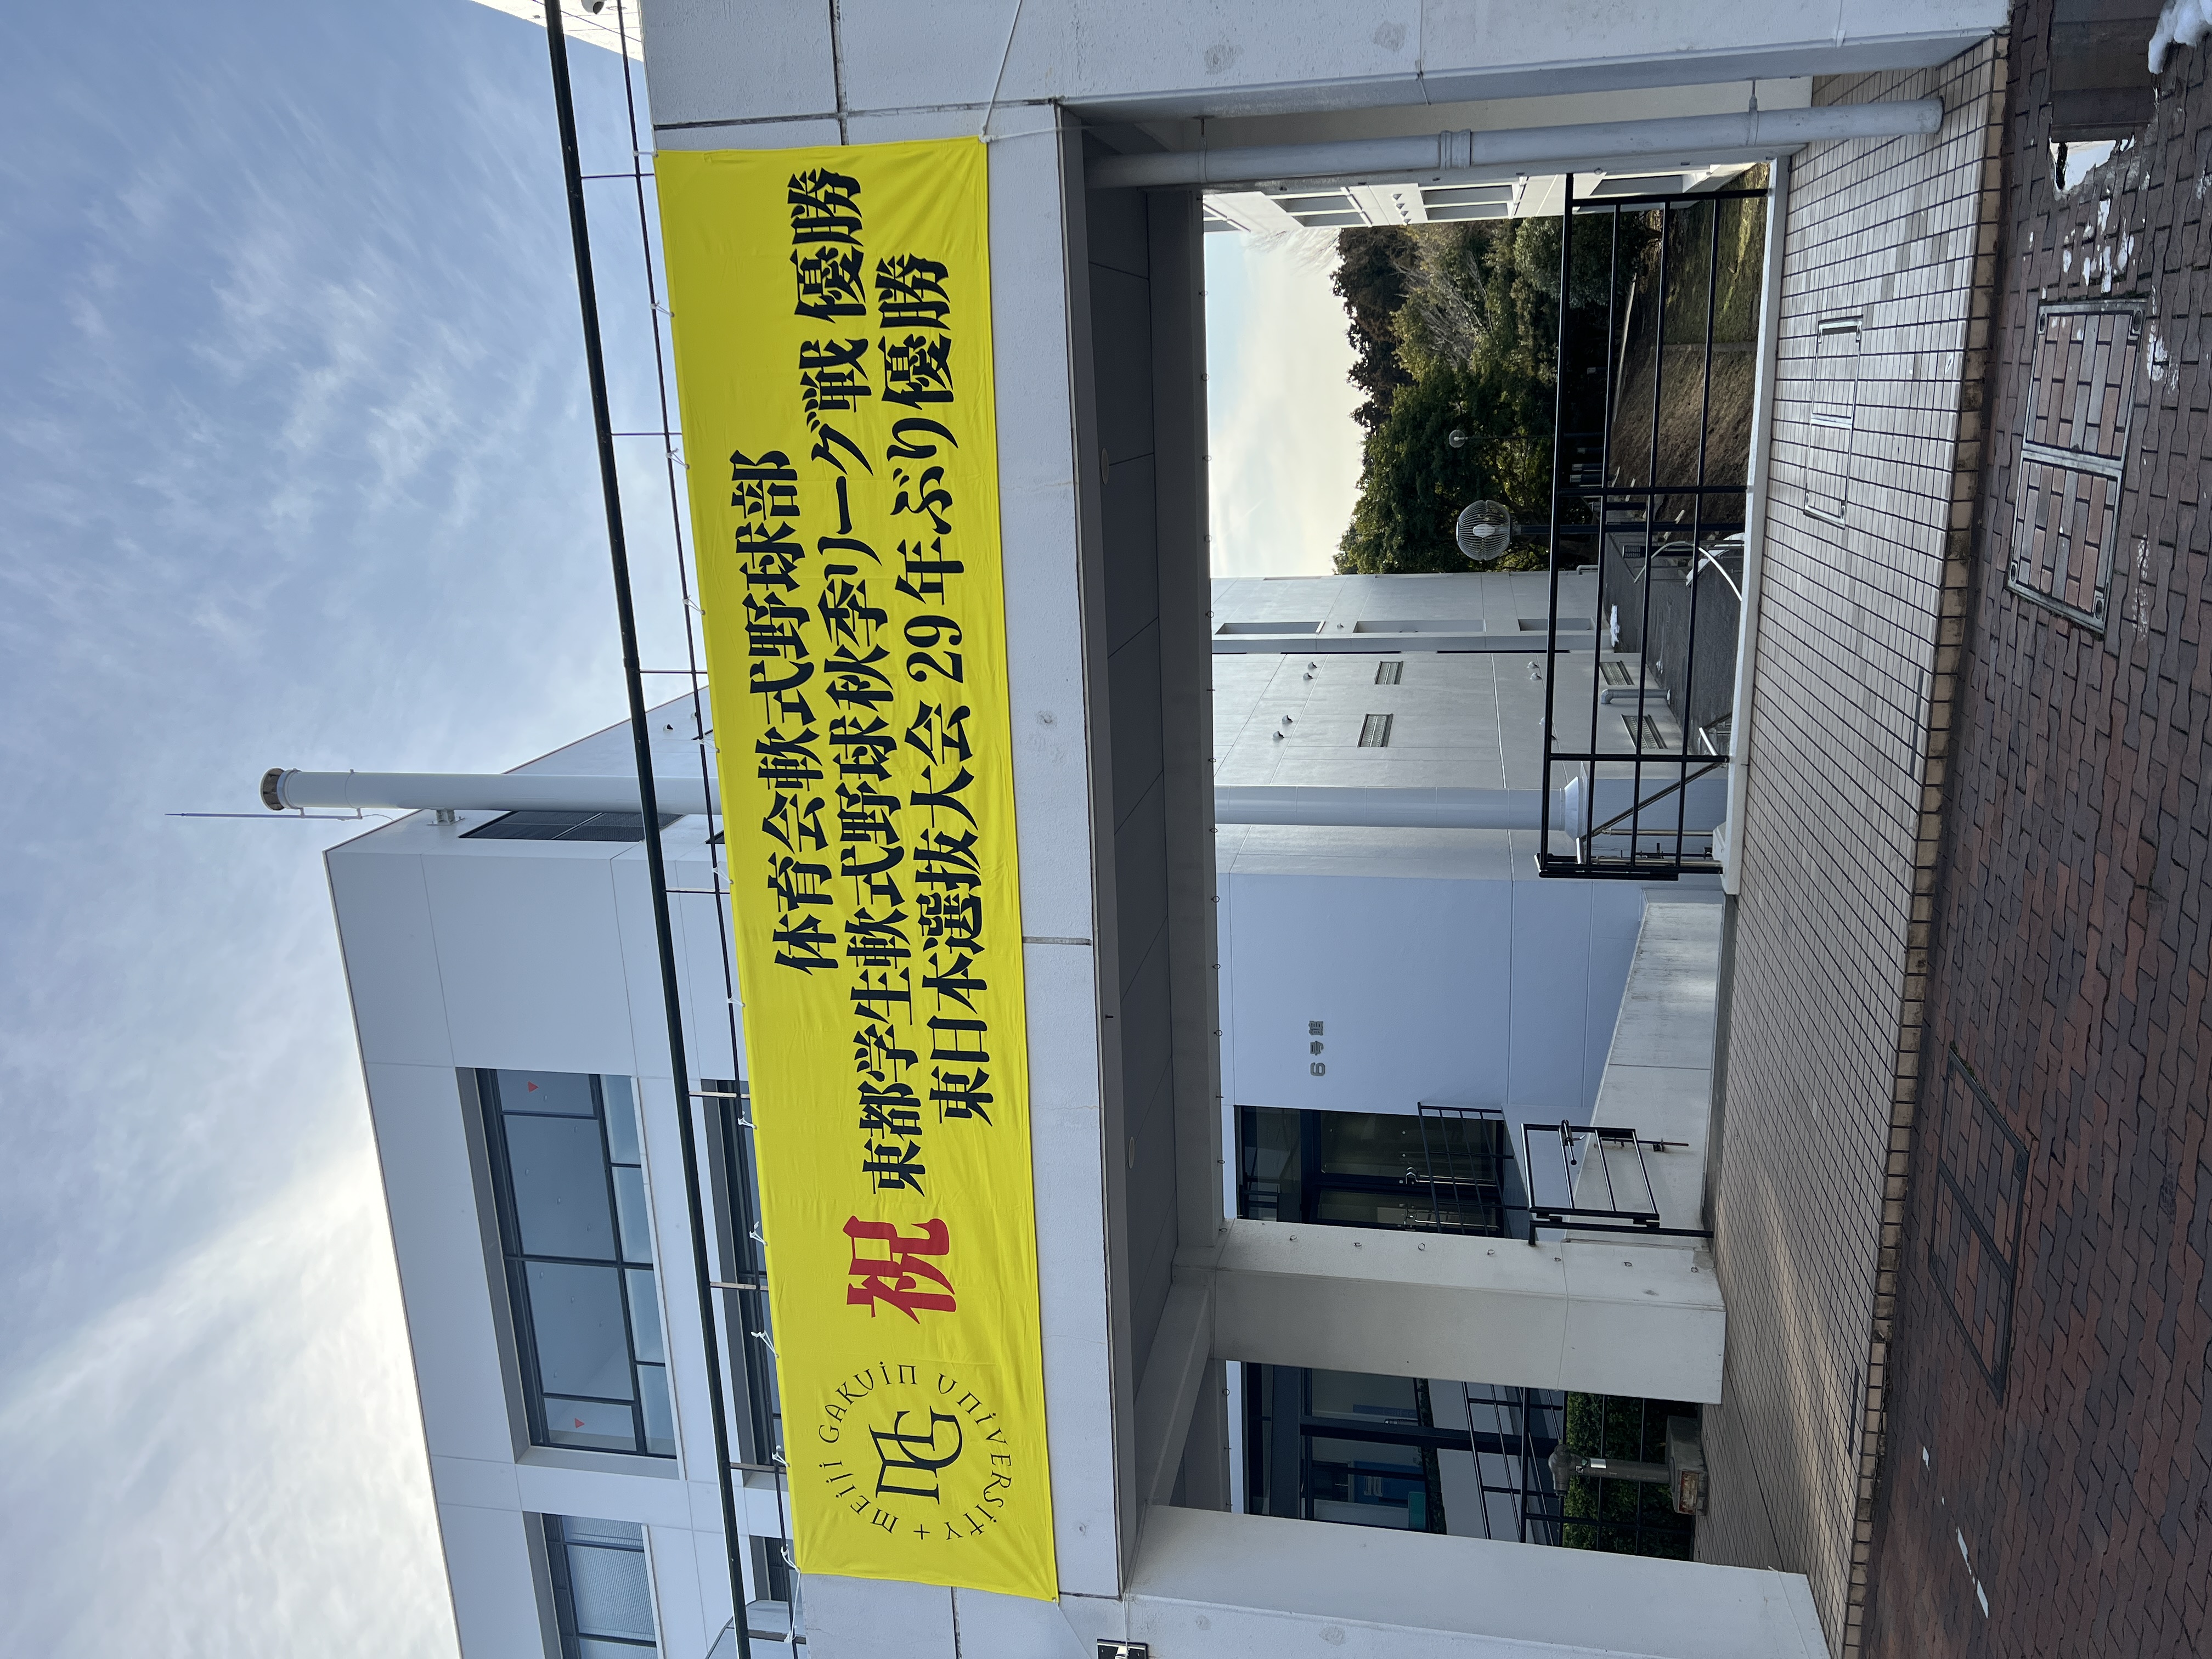 MEIJI GAKUIN UNIVERSITY
MG
祝
体育会軟式野球部
東都学生軟式野球秋季リーグ戦 優勝
東日本選抜大会 29 年ぶり優勝
6号館